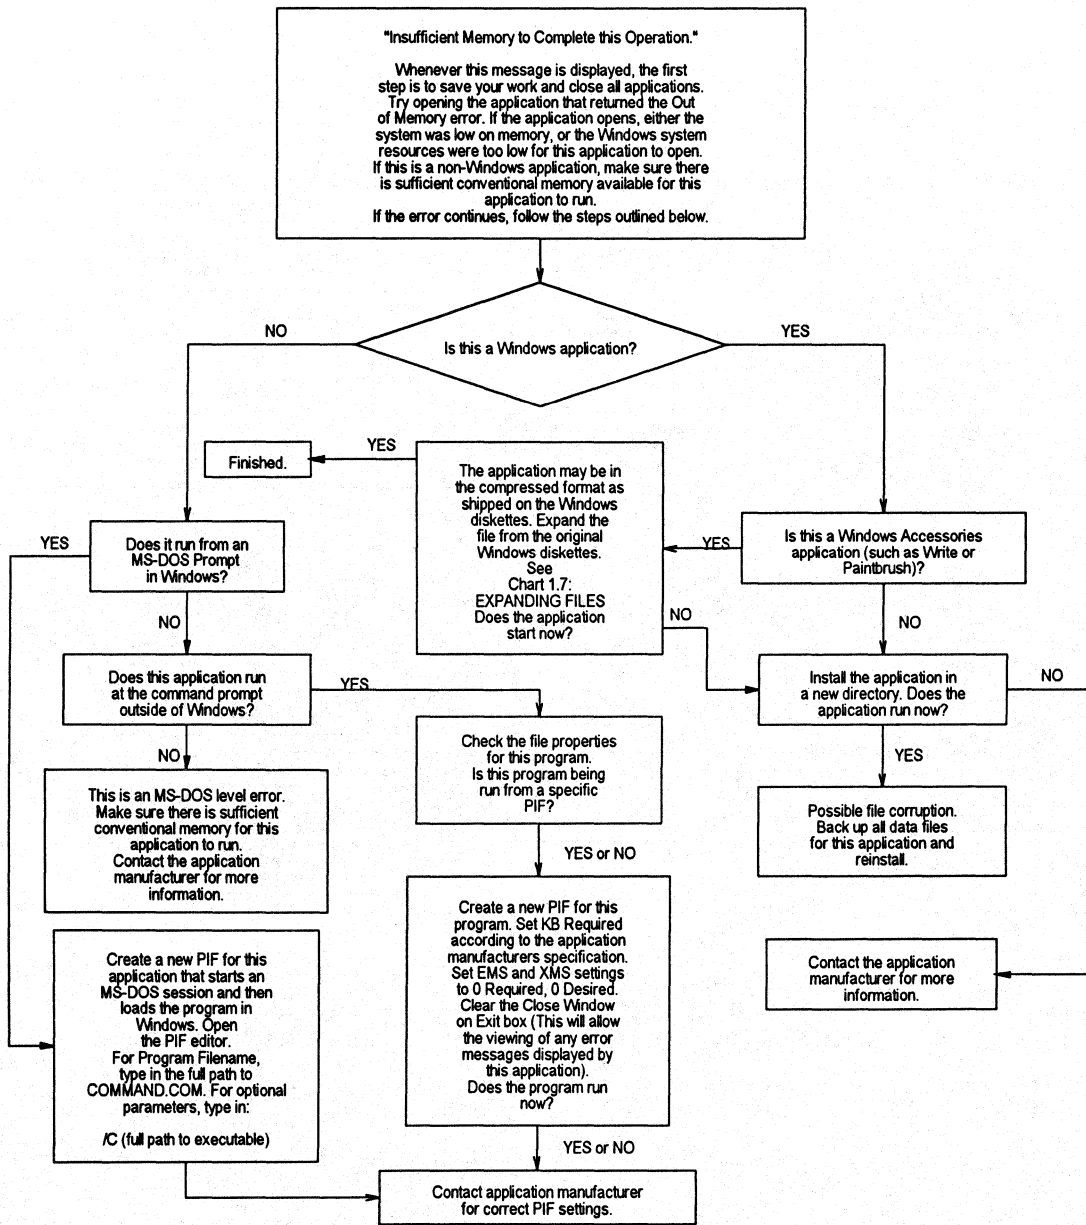 "Insufficient Memory to Complete this Operation."
Whenever this message is displayed, the first
step is to save your work and close all applications.
Try opening the application that returned the Out
of Memory error. If the application opens, either the
system was low on memory, or the Windows system
resources were too low for this application to open.
If this is a non-Windows application, make sure there
is sufficient conventional memory available for this
application to run.
If the error continues, follow the steps outlined below.
NO
YES
Is this a Windows application?
YES
Finished.
The application may be in
the compressed format as
shipped on the Windows
diskettes. Expand the
file from the original
Windows diskettes.
See
Chart 1.7:
EXPANDING FILES
Does the application
start now?
YES
Is this a Windows Accessories
application (such as Write or
Paintbrush)?
YES
Does it run from an
MS-DOS Prompt
in Windows?
NO
NO
NO
Does this application run
at the command prompt
outside of Windows?
YES
Install the application in
a new directory. Does the
application run now?
NO
NO
Check the file properties
for this program.
Is this program being
run from a specific
PIF?
YES
This is an MS-DOS level error.
Make sure there is sufficient
conventional memory for this
application to run.
Contact the application
manufacturer for more
information.
Possible file corruption.
Back up all data files
for this application and
reinstall.
YES or NO
Create a new PIF for this
application that starts an
MS-DOS session and then
loads the program in
Windows. Open
the PIF editor.
For Program Filename,
type in the full path to
COMMAND.COM. For optional
parameters, type in:
/C (full path to executable)
Create a new PIF for this
program. Set KB Required
according to the application
manufacturers specification.
Set EMS and XMS settings
to 0 Required, 0 Desired.
Clear the Close Window
on Exit box (This will allow
the viewing of any error
messages displayed by
this application).
Does the program run
now?
Contact the application
manufacturer for more
information.
YES or NO
Contact application manufacturer
for correct PIF settings.